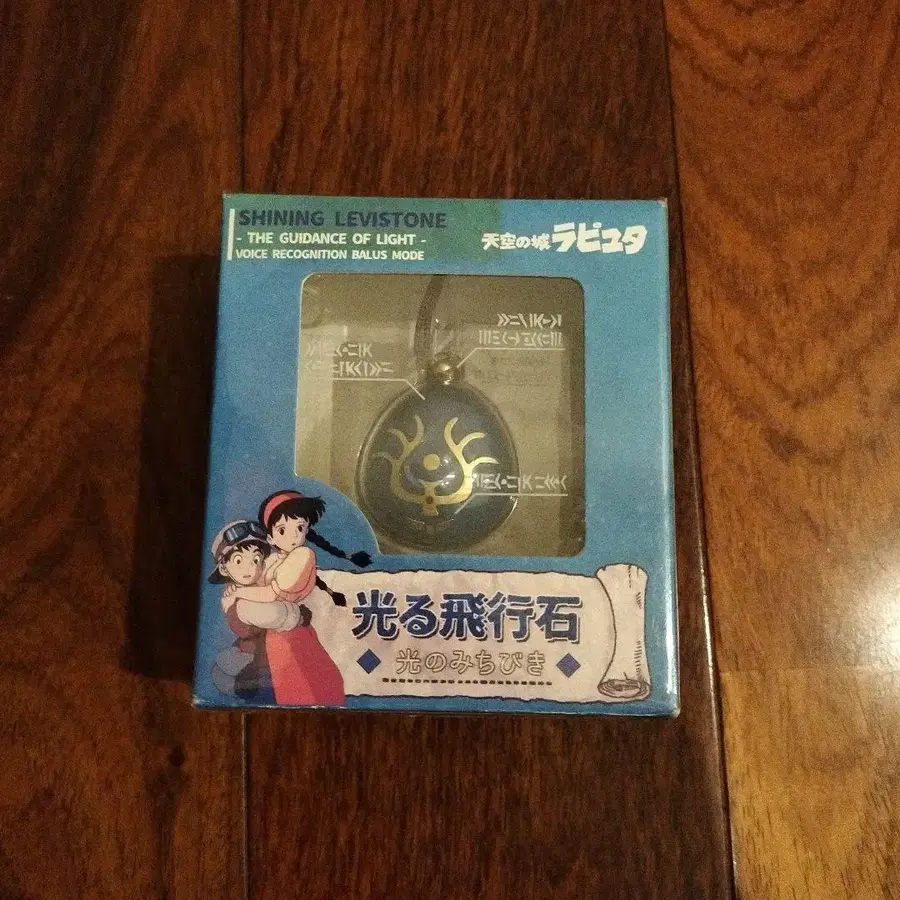 SHINING LEVISTONE
- THE GUIDANCE OF LIGHT -
VOICE RECOGNITION BALUS MODE
天空の城ラピュタ
光る飛行石
◆ 光のみちびき ◆